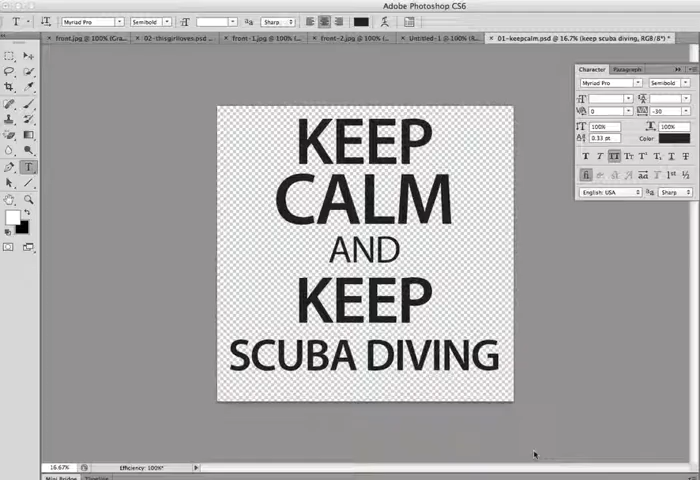 Adobe Photoshop CS6
Myriad Pro Semibold Sharp
front.jpg @ 100% (Gra... 02-thisgirlloves.psd ... front-1.jpg @ 100% (... front-2.jpg @ 100% (... Untitled-1 @ 100% (R... 01-keepcalm.psd @ 16.7% (keep scuba diving, RGB/8*) *
Character Paragraph
Myriad Pro Semibold
0 -30
100% 100%
0.33 pt Color:
English: USA Sharp
KEEP
CALM
AND
KEEP
SCUBA DIVING
16.67% Efficiency: 100%*
Mini Bridge Timeline